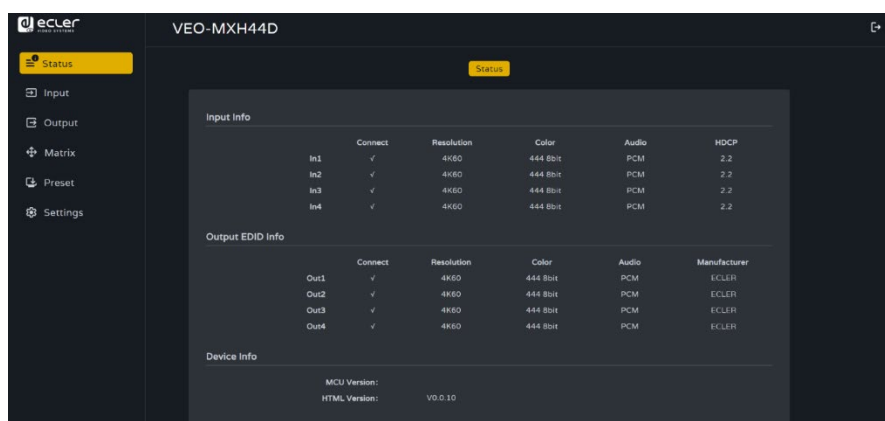 ecler
VIDEO SYSTEMS
VEO-MXH44D
Status
Input
Output
Matrix
Preset
Settings
Status
Input Info
Connect Resolution Color Audio HDCP
In1 √ 4K60 444 8bit PCM 2.2
In2 √ 4K60 444 8bit PCM 2.2
In3 √ 4K60 444 8bit PCM 2.2
In4 √ 4K60 444 8bit PCM 2.2
Output EDID Info
Connect Resolution Color Audio Manufacturer
Out1 √ 4K60 444 8bit PCM ECLER
Out2 √ 4K60 444 8bit PCM ECLER
Out3 √ 4K60 444 8bit PCM ECLER
Out4 √ 4K60 444 8bit PCM ECLER
Device Info
MCU Version:
HTML Version: V0.0.10